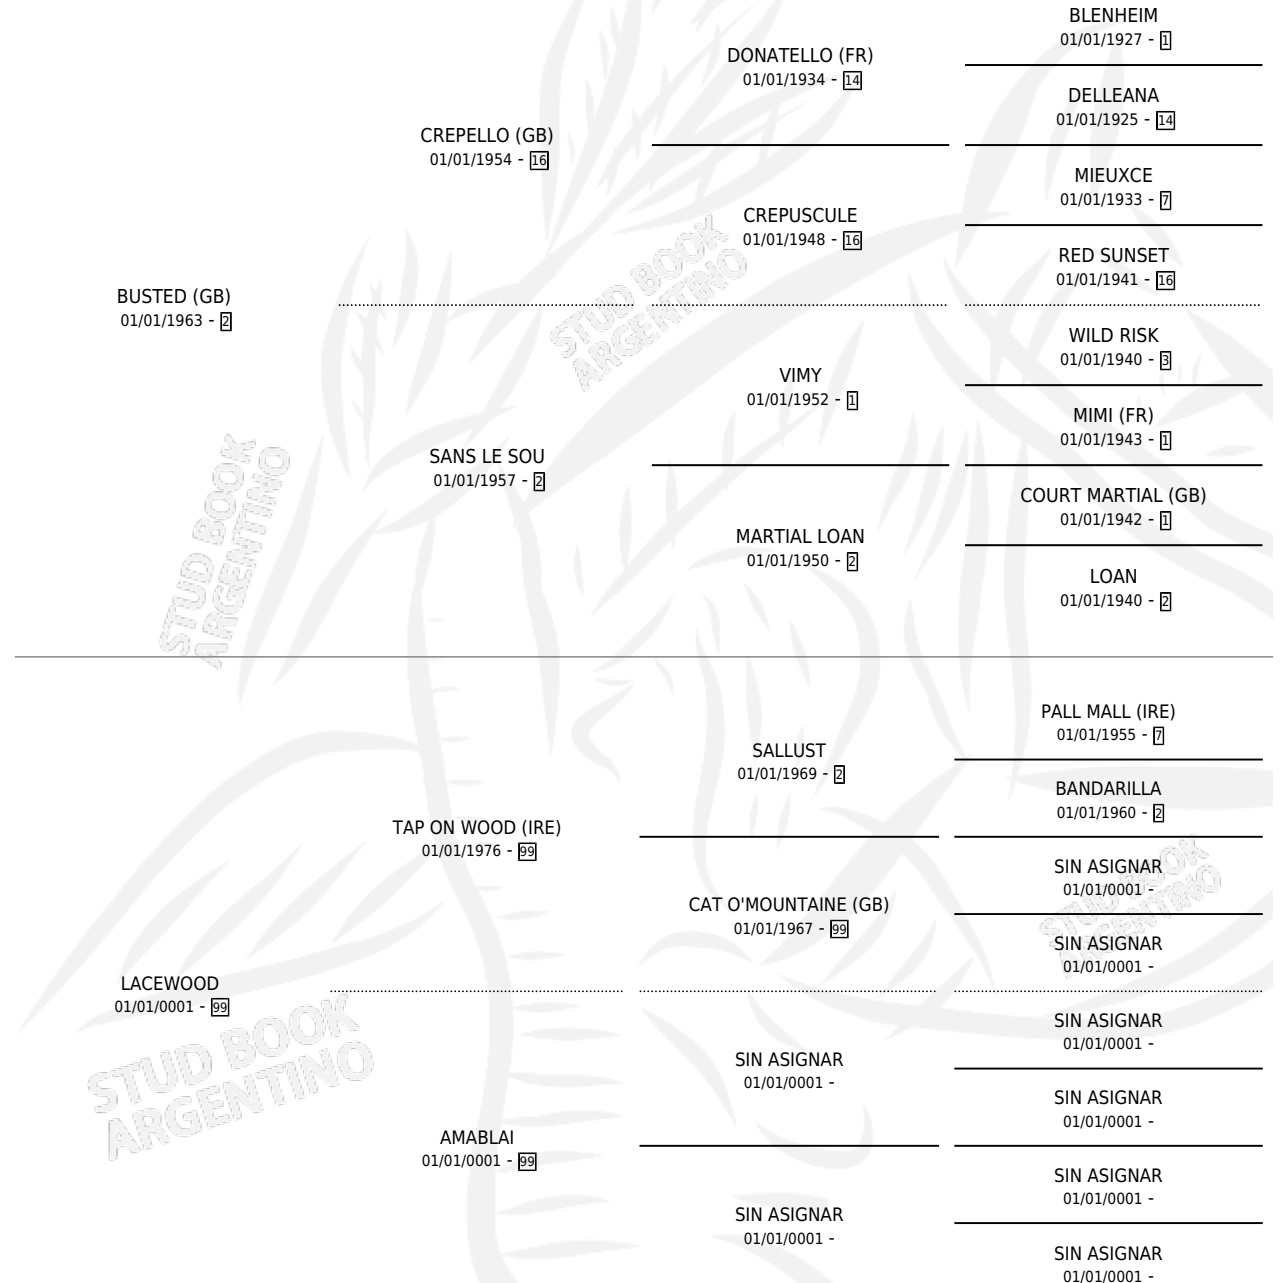 BLENHEIM
01/01/1927 - 1
DONATELLO (FR)
01/01/1934 - 14
DELLEANA
01/01/1925 - 14
CREPELLO (GB)
01/01/1954 - 16
MIEUXCE
01/01/1933 - 7
CREPUSCULE
01/01/1948 - 16
RED SUNSET
01/01/1941 - 16
BUSTED (GB)
01/01/1963 - 2
WILD RISK
01/01/1940 - 3
VIMY
01/01/1952 - 1
MIMI (FR)
01/01/1943 - 1
SANS LE SOU
01/01/1957 - 2
COURT MARTIAL (GB)
01/01/1942 - 1
MARTIAL LOAN
01/01/1950 - 2
LOAN
01/01/1940 - 2
PALL MALL (IRE)
01/01/1955 - 7
SALLUST
01/01/1969 - 2
BANDARILLA
01/01/1960 - 2
TAP ON WOOD (IRE)
01/01/1976 - 99
SIN ASIGNAR
01/01/0001 -
CAT O'MOUNTAINE (GB)
01/01/1967 - 99
SIN ASIGNAR
01/01/0001 -
LACEWOOD
01/01/0001 - 99
SIN ASIGNAR
01/01/0001 -
SIN ASIGNAR
01/01/0001 -
SIN ASIGNAR
01/01/0001 -
AMABLAI
01/01/0001 - 99
SIN ASIGNAR
01/01/0001 -
SIN ASIGNAR
01/01/0001 -
SIN ASIGNAR
01/01/0001 -
STUD BOOK
ARGENTINO
STUD BOOK
ARGENTINO
STUD BOOK
ARGENTINO
STUD BOOK
ARGENTINO